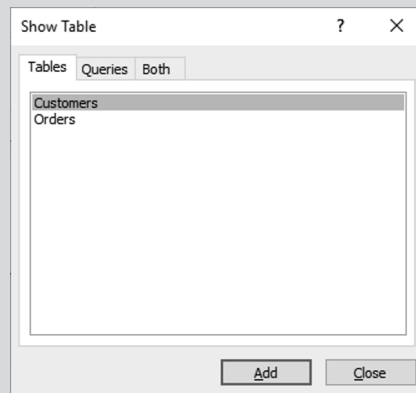 Show Table ? X
Tables Queries Both
Customers
Orders
Add Close